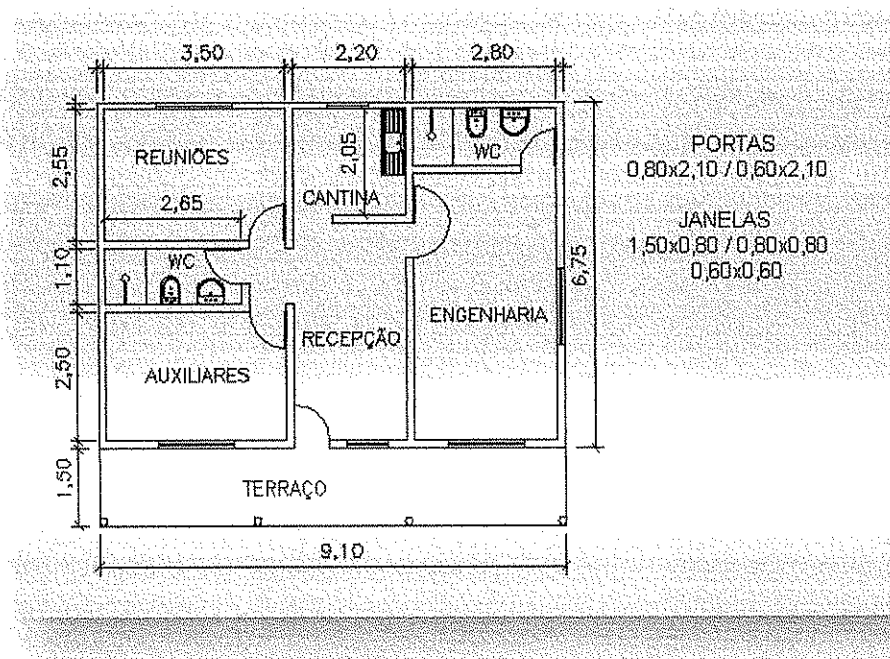 3,50 2,20 2,80
2,55
REUNIÕES
2,65
2,05
CANTINA
WC
PORTAS
0,80x2,10 / 0,60x2,10
JANELAS
1,50x0,80 / 0,80x0,80
0,60x0,60
1,10
WC
6,75
ENGENHARIA
RECEPÇÃO
2,50
AUXILIARES
1,50
TERRAÇO
9,10